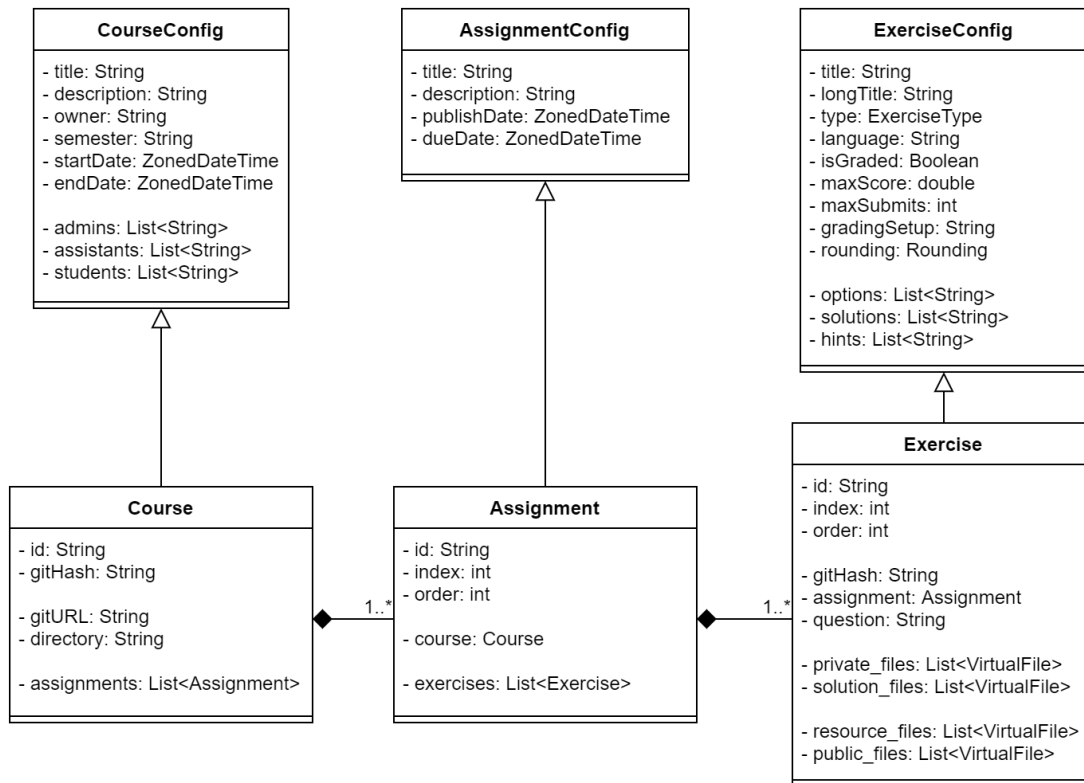 CourseConfig
- title: String
- description: String
- owner: String
- semester: String
- startDate: ZonedDateTime
- endDate: ZonedDateTime
- admins: List<String>
- assistants: List<String>
- students: List<String>
AssignmentConfig
- title: String
- description: String
- publishDate: ZonedDateTime
- dueDate: ZonedDateTime
ExerciseConfig
- title: String
- longTitle: String
- type: ExerciseType
- language: String
- isGraded: Boolean
- maxScore: double
- maxSubmits: int
- gradingSetup: String
- rounding: Rounding
- options: List<String>
- solutions: List<String>
- hints: List<String>
Course
- id: String
- gitHash: String
- gitURL: String
- directory: String
- assignments: List<Assignment>
1..*
Assignment
- id: String
- index: int
- order: int
- course: Course
- exercises: List<Exercise>
1..*
Exercise
- id: String
- index: int
- order: int
- gitHash: String
- assignment: Assignment
- question: String
- private_files: List<VirtualFile>
- solution_files: List<VirtualFile>
- resource_files: List<VirtualFile>
- public_files: List<VirtualFile>